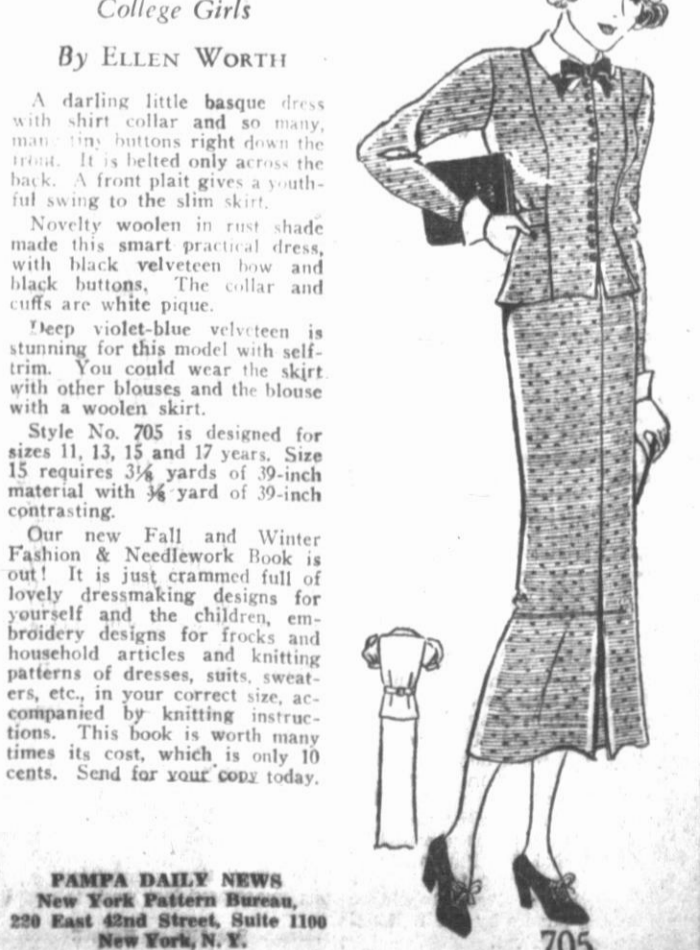 College Girls
By ELLEN WORTH
A darling little basque dress
with shirt collar and so many,
many tiny buttons right down the
front. It is belted only across the
back. A front plait gives a youth-
ful swing to the slim skirt.
Novelty woolen in rust shade
made this smart practical dress,
with black velveteen bow and
black buttons, The collar and
cuffs are white pique.
Deep violet-blue velveteen is
stunning for this model with self-
trim. You could wear the skirt
with other blouses and the blouse
with a woolen skirt.
Style No. 705 is designed for
sizes 11, 13, 15 and 17 years. Size
15 requires 3⅛ yards of 39-inch
material with yard of 39-inch
contrasting.
Our new Fall and Winter
Fashion & Needlework Book is
out! It is just crammed full of
lovely dressmaking designs for
yourself and the children, em-
broidery designs for frocks and
household articles and knitting
patterns of dresses, suits, sweat-
ers, etc., in your correct size, ac-
companied by knitting instruc-
tions. This book is worth many
times its cost, which is only 10
cents. Send for your copy today.
PAMPA DAILY NEWS
New York Pattern Bureau,
220 East 42nd Street, Suite 1100
New York, N. Y.
705